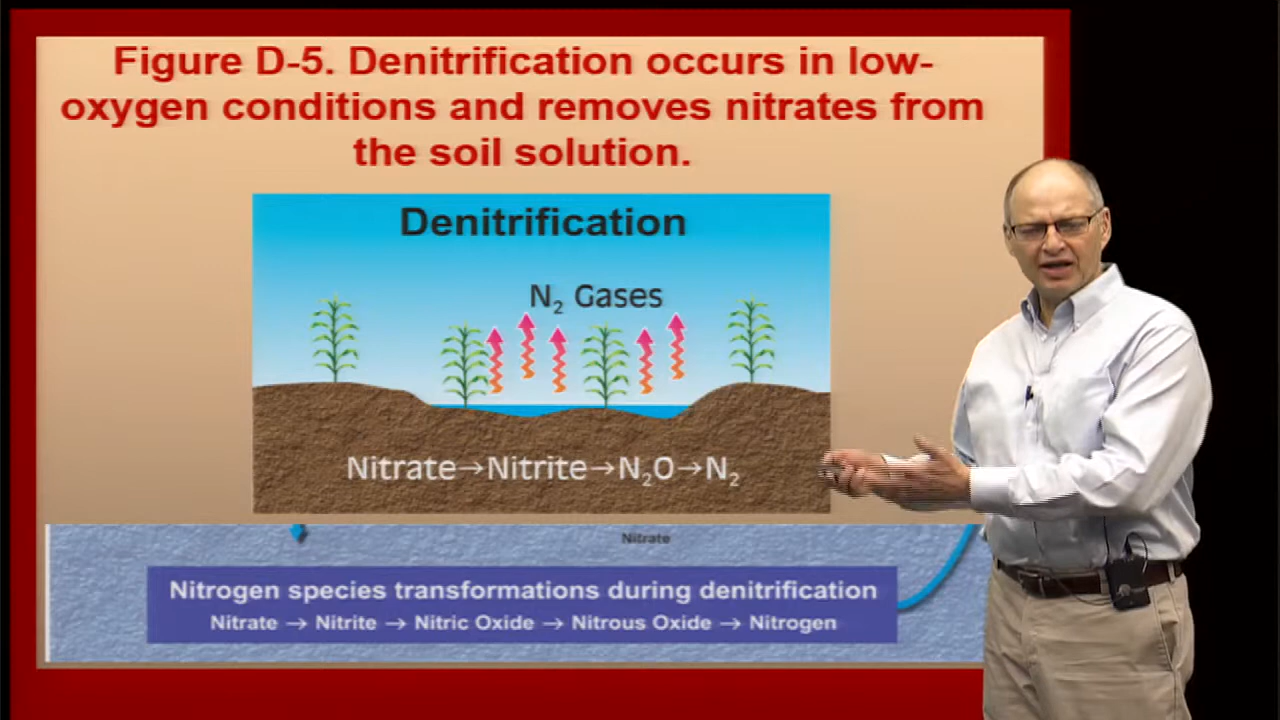 Figure D-5. Denitrification occurs in low-
oxygen conditions and removes nitrates from
the soil solution.
Denitrification
N₂ Gases
Nitrate→Nitrite→N₂O→N₂
Nitrate
Nitrogen species transformations during denitrification
Nitrate → Nitrite → Nitric Oxide → Nitrous Oxide → Nitrogen